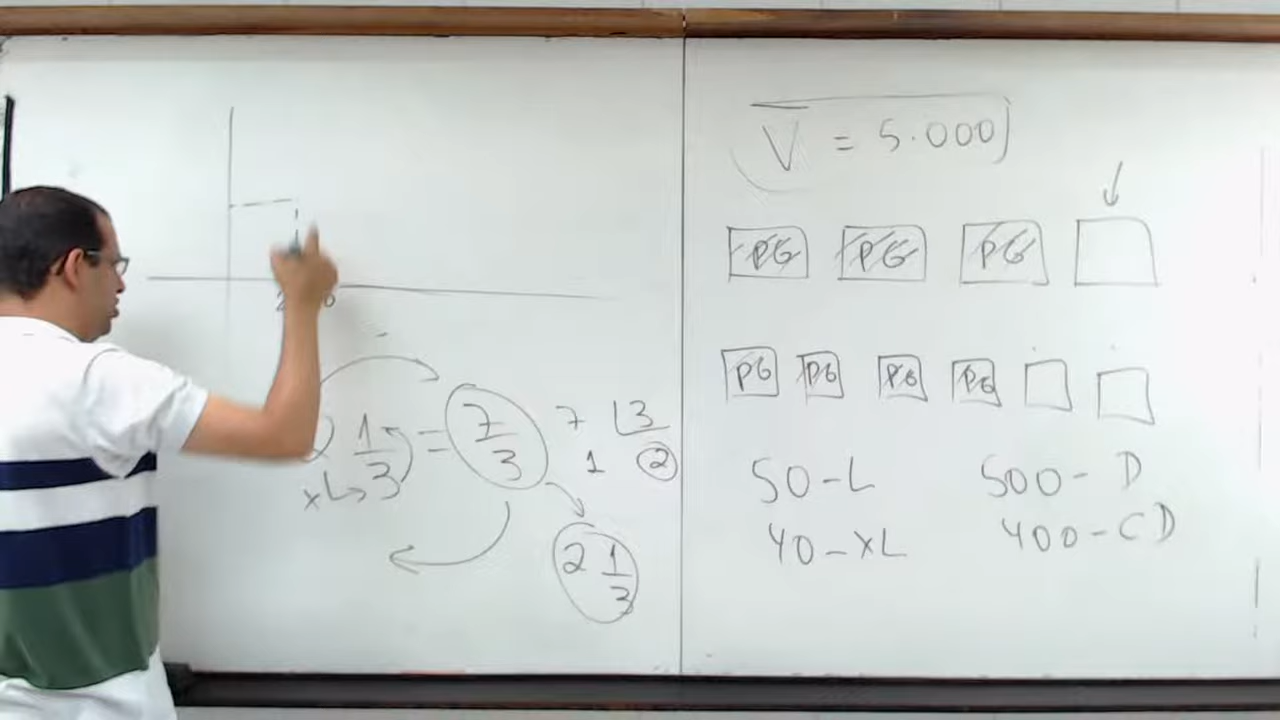 2 1/3 = 7/3
x ↳
7 ⌊3
1 2
2 1/3
V̅ = 5.000
PG PG PG
PG PG PG PG
50 - L 500 - D
40 - XL 400 - CD